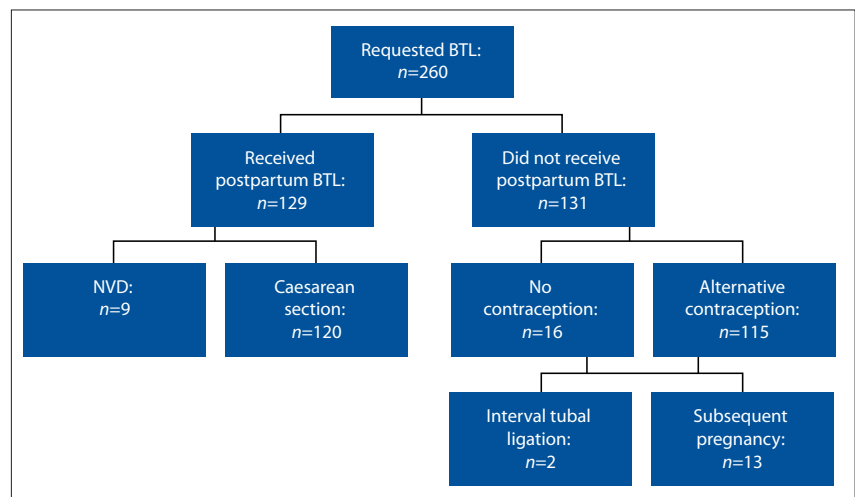 Requested BTL:
n=260
Received
postpartum BTL:
n=129
Did not receive
postpartum BTL:
n=131
NVD:
n=9
Caesarean
section:
n=120
No
contraception:
n=16
Alternative
contraception:
n=115
Interval tubal
ligation:
n=2
Subsequent
pregnancy:
n=13